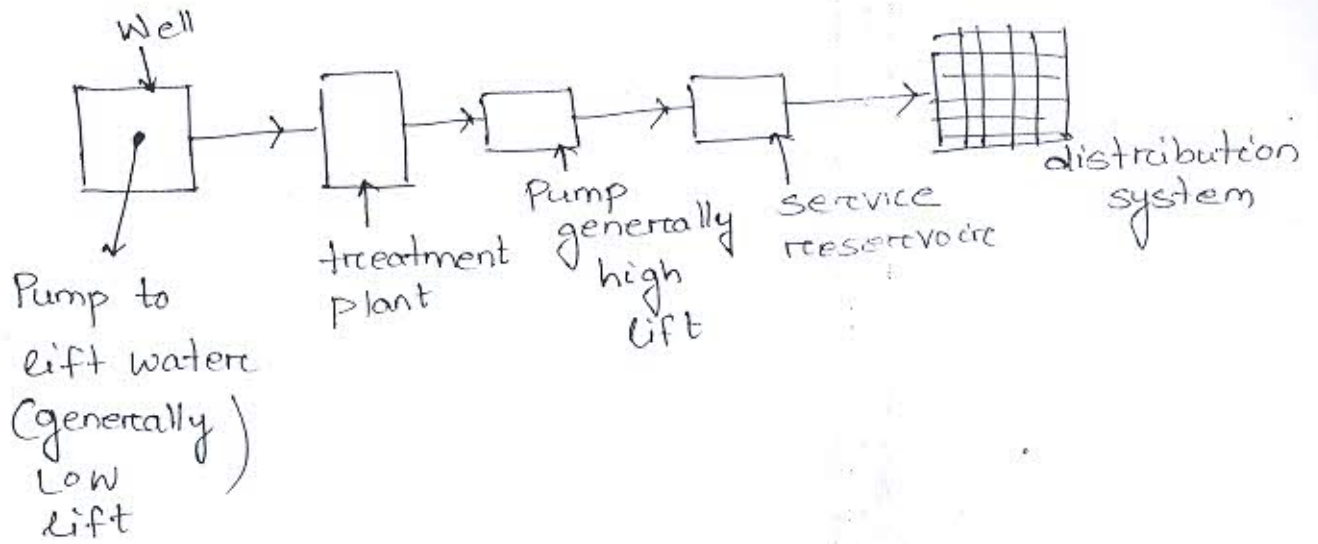 Well
Pump to
lift water
(generally
Low
lift)
treatment
plant
Pump
generally
high
lift
service
reservoir
distribution
system